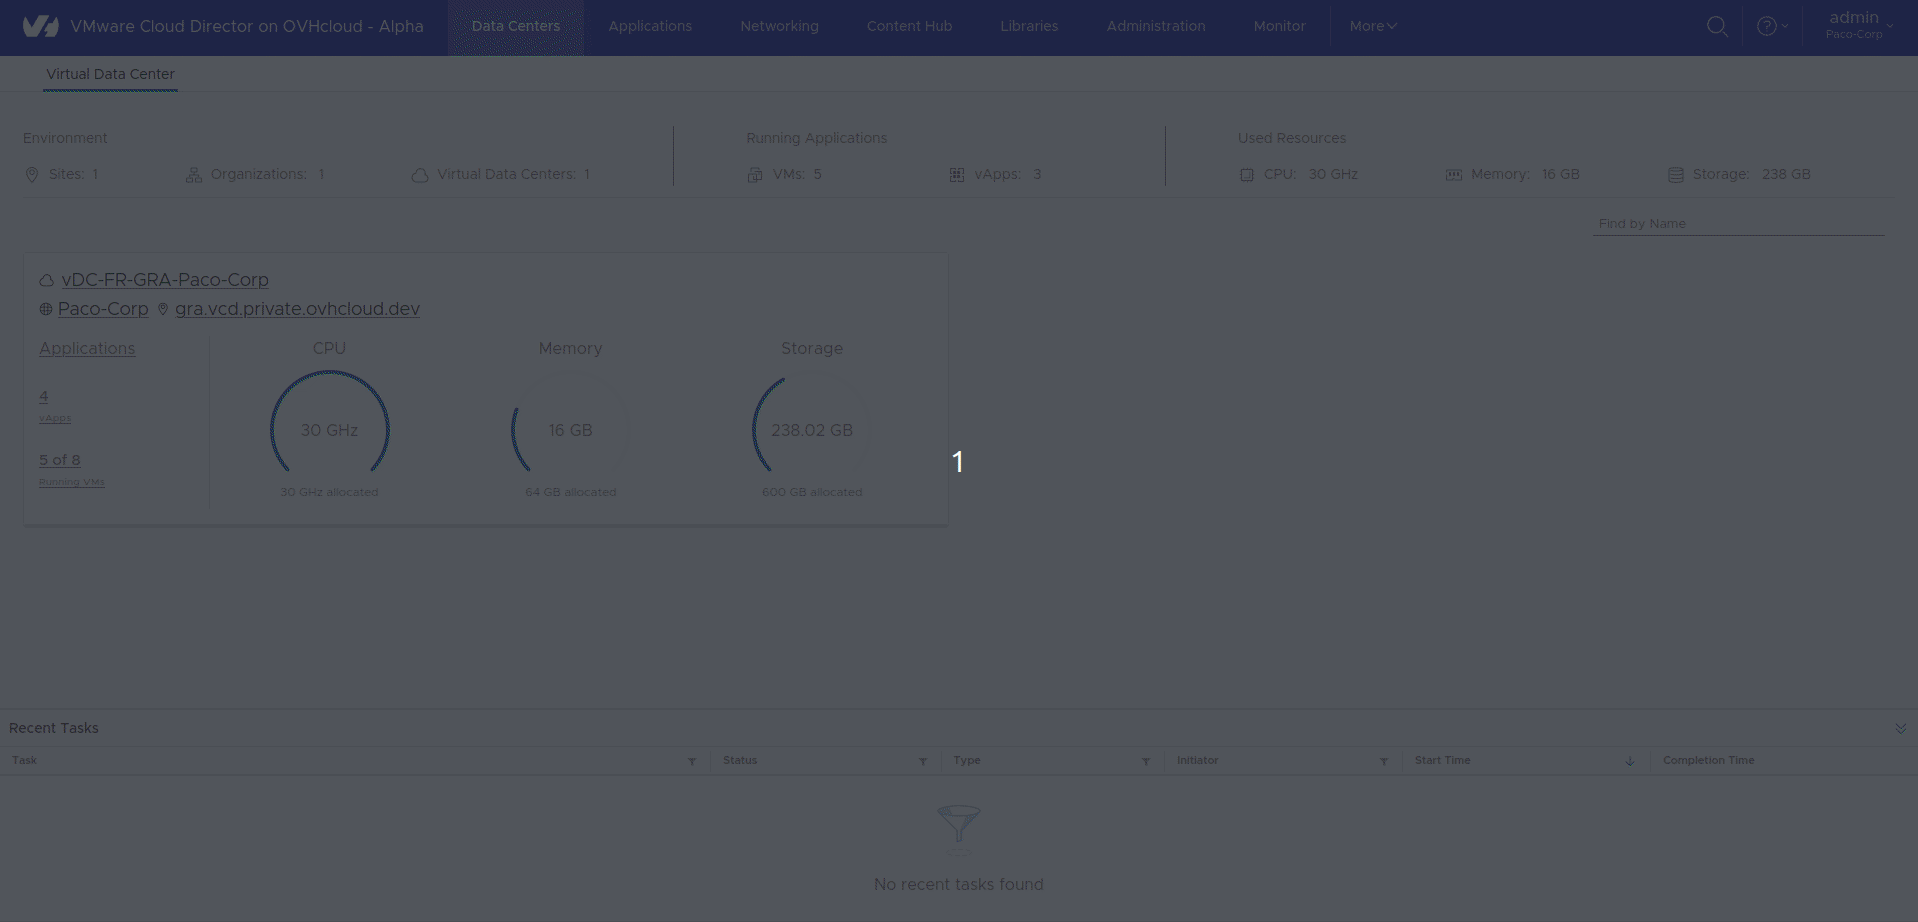 VMware Cloud Director on OVHcloud - Alpha
Data Centers
Applications
Networking
Content Hub
Libraries
Administration
Monitor
More
admin
Paco-Corp
Virtual Data Center
Environment
Running Applications
Used Resources
Sites: 1
Organizations: 1
Virtual Data Centers: 1
VMs: 5
vApps: 3
CPU: 30 GHz
Memory: 16 GB
Storage: 238 GB
Find by Name
vDC-FR-GRA-Paco-Corp
Paco-Corp
gra.vcd.private.ovhcloud.dev
Applications
CPU
Memory
Storage
4
vApps
30 GHz
16 GB
238.02 GB
5 of 8
Running VMs
30 GHz allocated
64 GB allocated
600 GB allocated
1
Recent Tasks
Task
Status
Type
Initiator
Start Time
Completion Time
No recent tasks found